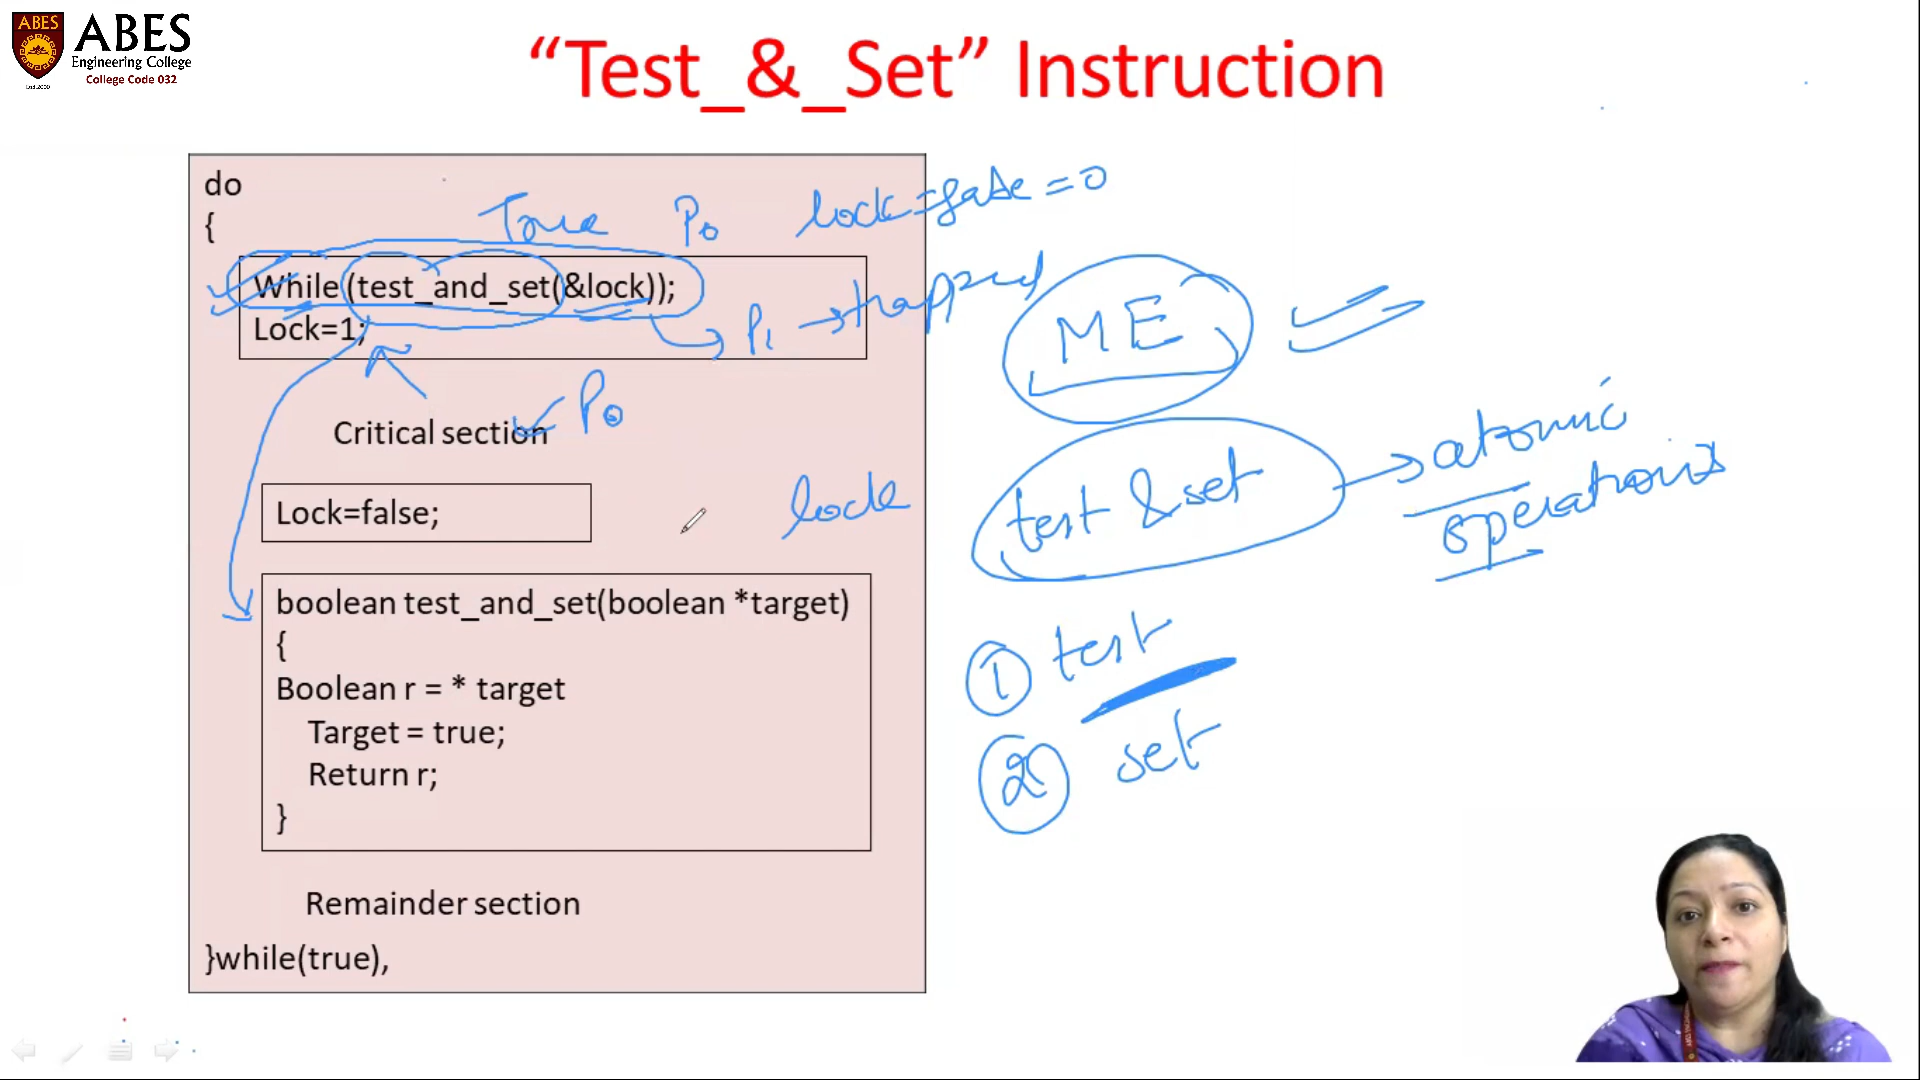 ABES
ABES
Engineering College
College Code 032
“Test_&_Set” Instruction
do
{
True P0 lock=false=0
While (test_and_set(&lock));
Lock=1;
P1 → trapped
ME
Critical section
P0
test & set → atomic
operations
Lock=false;
lock
boolean test_and_set(boolean *target)
{
Boolean r = * target
Target = true;
Return r;
}
① test
② set
Remainder section
}while(true),